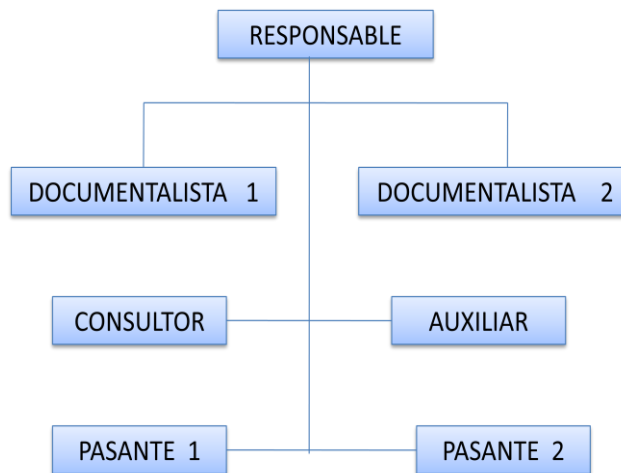 RESPONSABLE
DOCUMENTALISTA 1
DOCUMENTALISTA 2
CONSULTOR
AUXILIAR
PASANTE 1
PASANTE 2